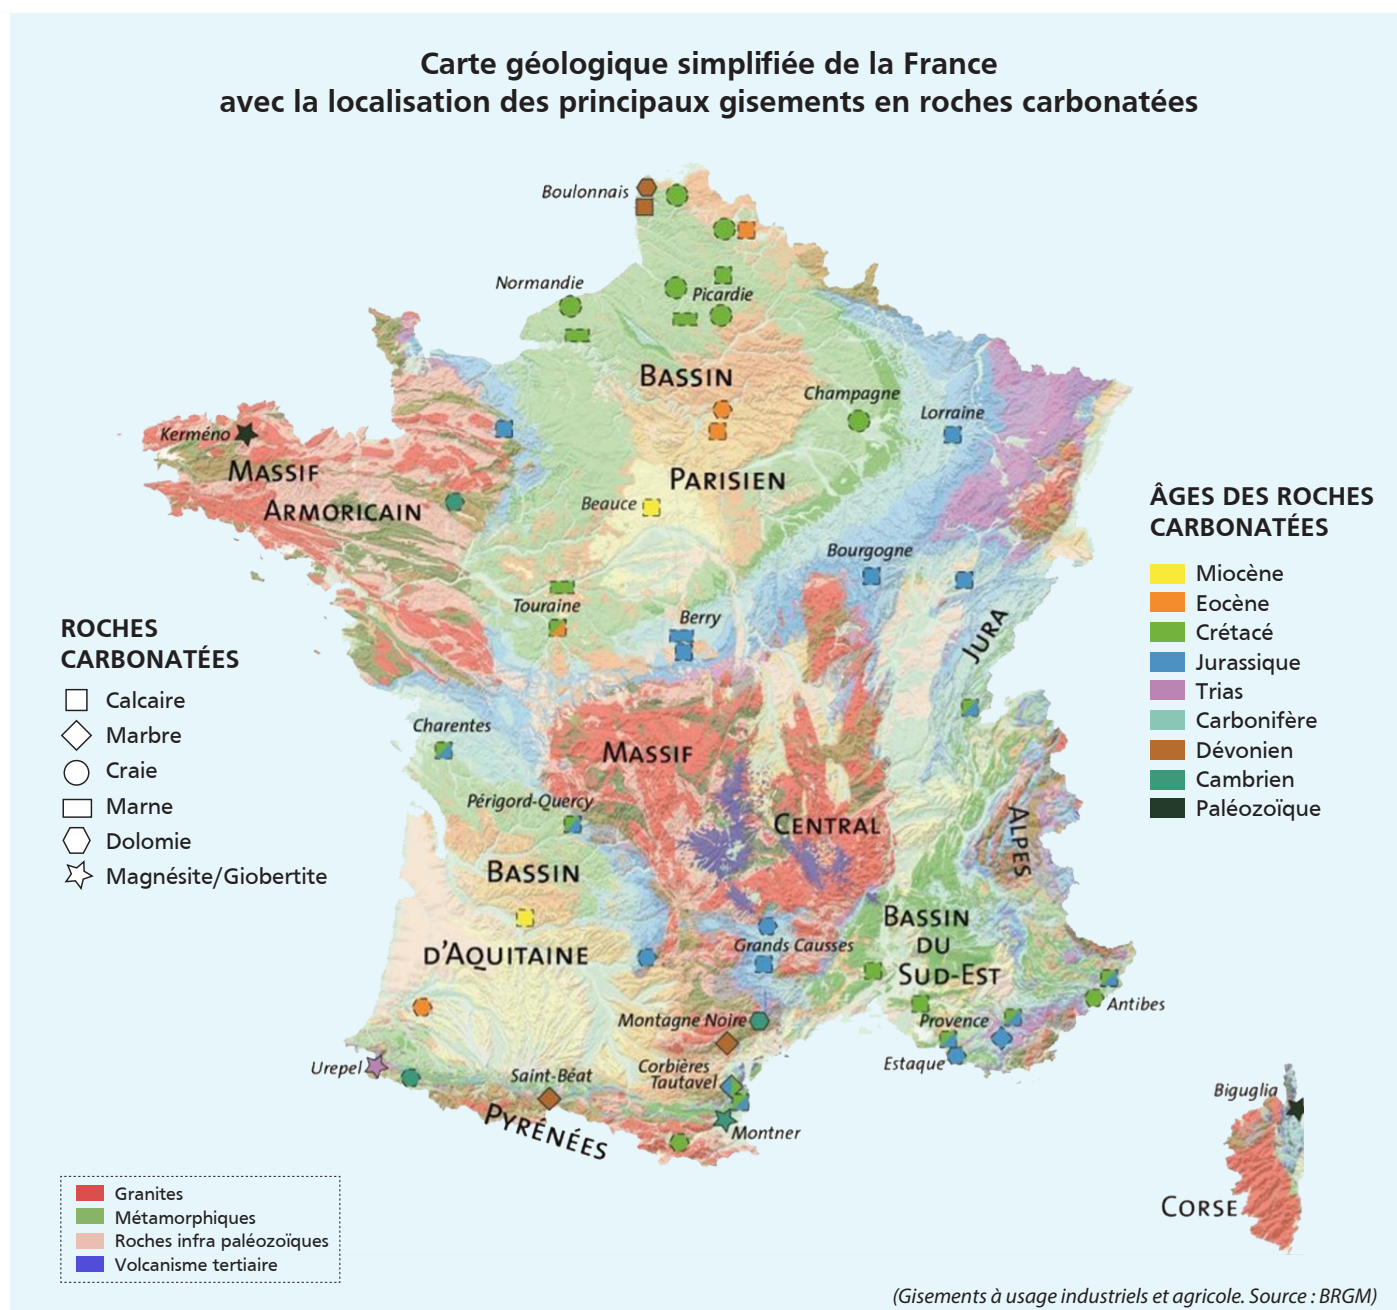 Carte géologique simplifiée de la France
avec la localisation des principaux gisements en roches carbonatées
Boulonnais
Normandie
Picardie
BASSIN
Champagne
Lorraine
Kerméno
MASSIF
ARMORICAIN
PARISIEN
Beauce
Bourgogne
Touraine
Berry
JURA
Charentes
MASSIF
Périgord-Quercy
CENTRAL
ALPES
BASSIN
D'AQUITAINE
Grands Causses
BASSIN
DU
SUD-EST
Antibes
Provence
Estaque
Montagne Noire
Corbières
Tautavel
Urepel
Saint-Béat
PYRÉNÉES
Montner
Biguglia
CORSE
ROCHES
CARBONATÉES
Calcaire
Marbre
Craie
Marne
Dolomie
Magnésite/Giobertite
ÂGES DES ROCHES
CARBONATÉES
Miocène
Eocène
Crétacé
Jurassique
Trias
Carbonifère
Dévonien
Cambrien
Paléozoïque
Granites
Métamorphiques
Roches infra paléozoïques
Volcanisme tertiaire
(Gisements à usage industriels et agricole. Source : BRGM)